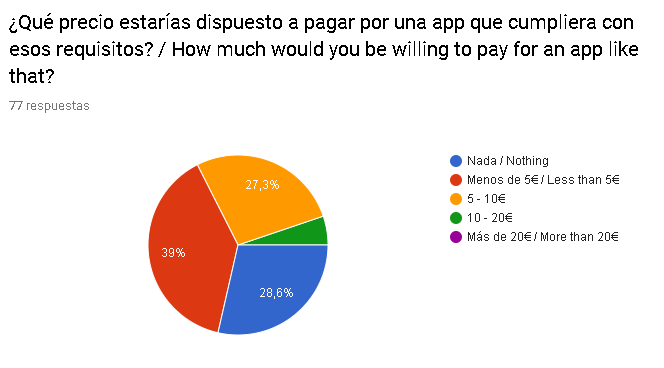 ¿Qué precio estarías dispuesto a pagar por una app que cumpliera con
esos requisitos? / How much would you be willing to pay for an app like
that?
77 respuestas
27,3%
39%
28,6%
Nada / Nothing
Menos de 5€ / Less than 5€
5 - 10€
10 - 20€
Más de 20€ / More than 20€